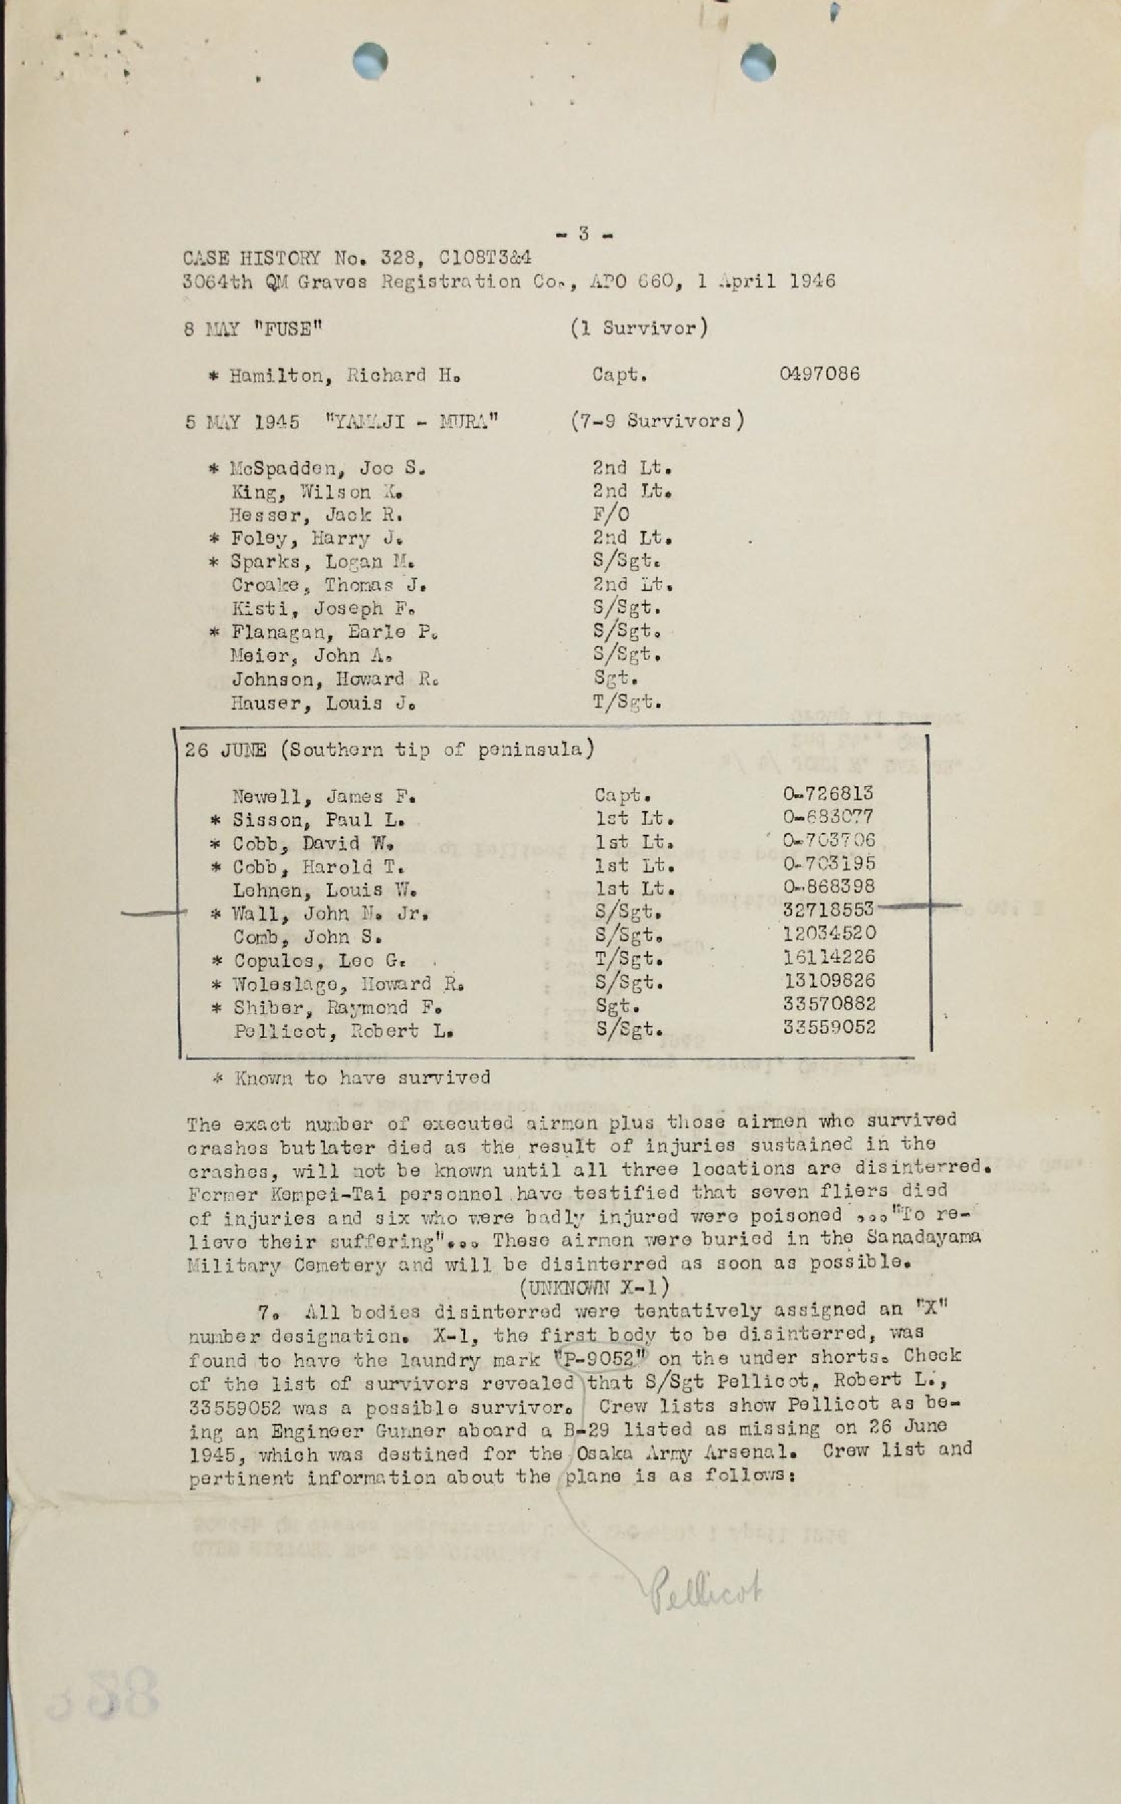 - 3 -
CASE HISTORY No. 328, C108T3&4
3064th QM Graves Registration Co., APO 660, 1 April 1946
8 MAY "FUSE" (1 Survivor)
* Hamilton, Richard H. Capt. 0497086
5 MAY 1945 "YAMAJI - MURA" (7-9 Survivors)
* McSpadden, Joe S. 2nd Lt.
King, Wilson K. 2nd Lt.
Hesser, Jack R. F/O
* Foley, Harry J. 2nd Lt.
* Sparks, Logan M. S/Sgt.
Croake, Thomas J. 2nd Lt.
Kisti, Joseph F. S/Sgt.
* Flanagan, Earle P. S/Sgt.
Meier, John A. S/Sgt.
Johnson, Howard R. Sgt.
Hauser, Louis J. T/Sgt.
26 JUNE (Southern tip of peninsula)
Newell, James F. Capt. 0-726813
* Sisson, Paul L. 1st Lt. 0-683077
* Cobb, David W. 1st Lt. 0-703706
* Cobb, Harold T. 1st Lt. 0-703195
Lehnen, Louis W. 1st Lt. 0-868398
* Wall, John N. Jr. S/Sgt. 32718553
Comb, John S. S/Sgt. 12034520
* Copulos, Leo G. T/Sgt. 16114226
* Woleslage, Howard R. S/Sgt. 13109826
* Shiber, Raymond F. Sgt. 33570882
Pellicot, Robert L. S/Sgt. 33559052
* Known to have survived
The exact number of executed airmen plus those airmen who survived
crashes butlater died as the result of injuries sustained in the
crashes, will not be known until all three locations are disinterred.
Former Kempei-Tai personnel have testified that seven fliers died
of injuries and six who were badly injured were poisoned ..."To re-
lieve their suffering"... These airmen were buried in the Sanadayama
Military Cemetery and will be disinterred as soon as possible.
(UNKNOWN X-1)
7. All bodies disinterred were tentatively assigned an "X"
number designation. X-1, the first body to be disinterred, was
found to have the laundry mark "P-9052" on the under shorts. Check
of the list of survivors revealed that S/Sgt Pellicot, Robert L.,
33559052 was a possible survivor. Crew lists show Pellicot as be-
ing an Engineer Gunner aboard a B-29 listed as missing on 26 June
1945, which was destined for the Osaka Army Arsenal. Crew list and
pertinent information about the plane is as follows:
Pellicot